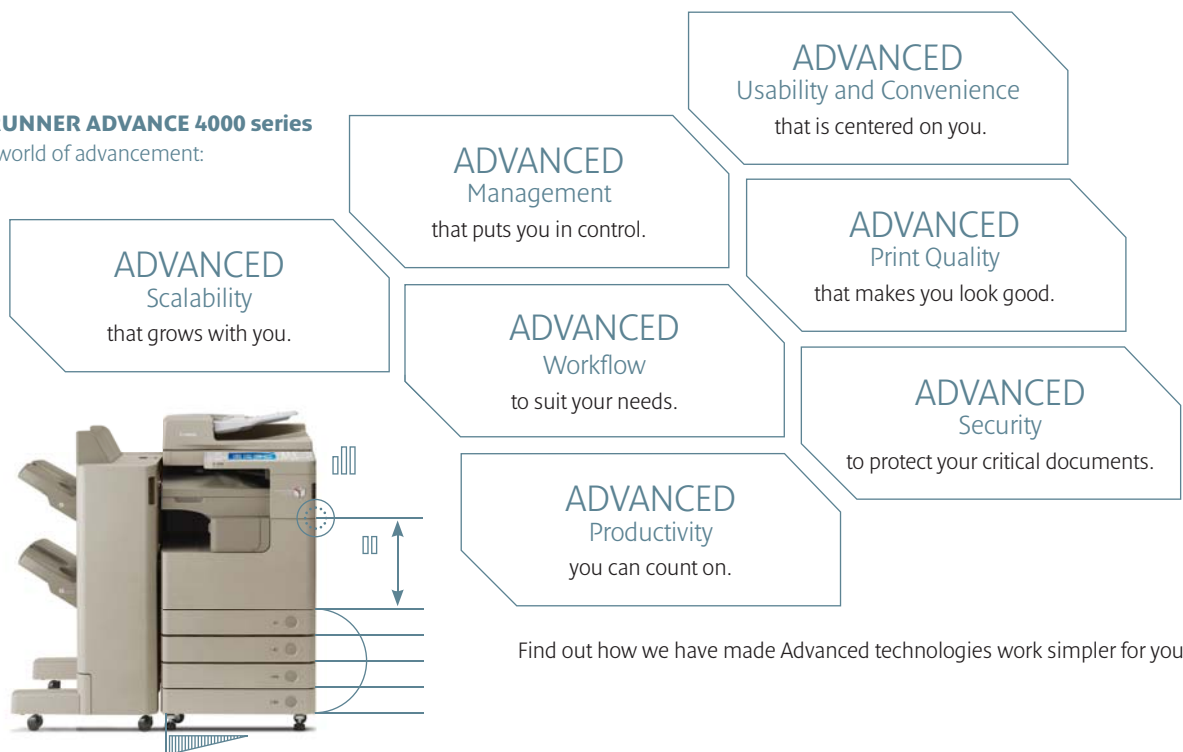 RUNNER ADVANCE 4000 series
world of advancement:
ADVANCED
Usability and Convenience
that is centered on you.
ADVANCED
Management
that puts you in control.
ADVANCED
Print Quality
that makes you look good.
ADVANCED
Scalability
that grows with you.
ADVANCED
Workflow
to suit your needs.
ADVANCED
Security
to protect your critical documents.
ADVANCED
Productivity
you can count on.
Find out how we have made Advanced technologies work simpler for you